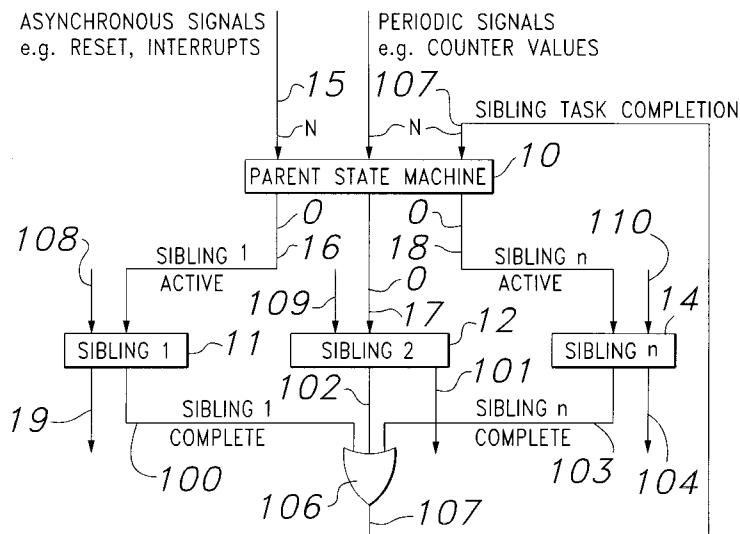 ASYNCHRONOUS SIGNALS
e.g. RESET, INTERRUPTS
PERIODIC SIGNALS
e.g. COUNTER VALUES
15
107
SIBLING TASK COMPLETION
N
N
10
PARENT STATE MACHINE
0
0
108
SIBLING 1
ACTIVE
16
18
SIBLING n
ACTIVE
110
109
0
17
12
14
SIBLING 1
11
SIBLING 2
SIBLING n
19
102
101
SIBLING 1
COMPLETE
SIBLING n
COMPLETE
100
106
103
104
107